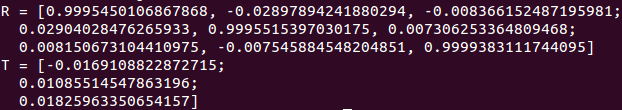 R = [0.9995450106867868, -0.02897894241880294, -0.008366152487195981;
0.02904028476265933, 0.9995515397030175, 0.007306253364809468;
0.008150673104410975, -0.007545884548204851, 0.9999383111744095]
T = [-0.0169108822872715;
0.01085514547863196;
0.01825963350654157]